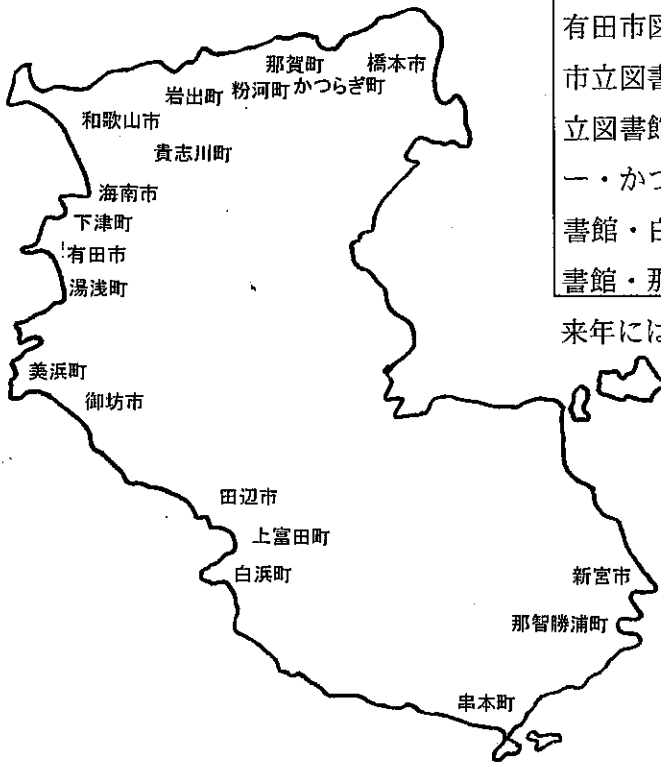 那賀町
橋本市
岩出町
粉河町
かつらぎ町
和歌山市
貴志川町
海南市
下津町
有田市
湯浅町
美浜町
御坊市
田辺市
上富田町
白浜町
新宮市
那智勝浦町
串本町
有田市図
市立図書
立図書館
ー・かつ
書館・白
書館・那
来年には